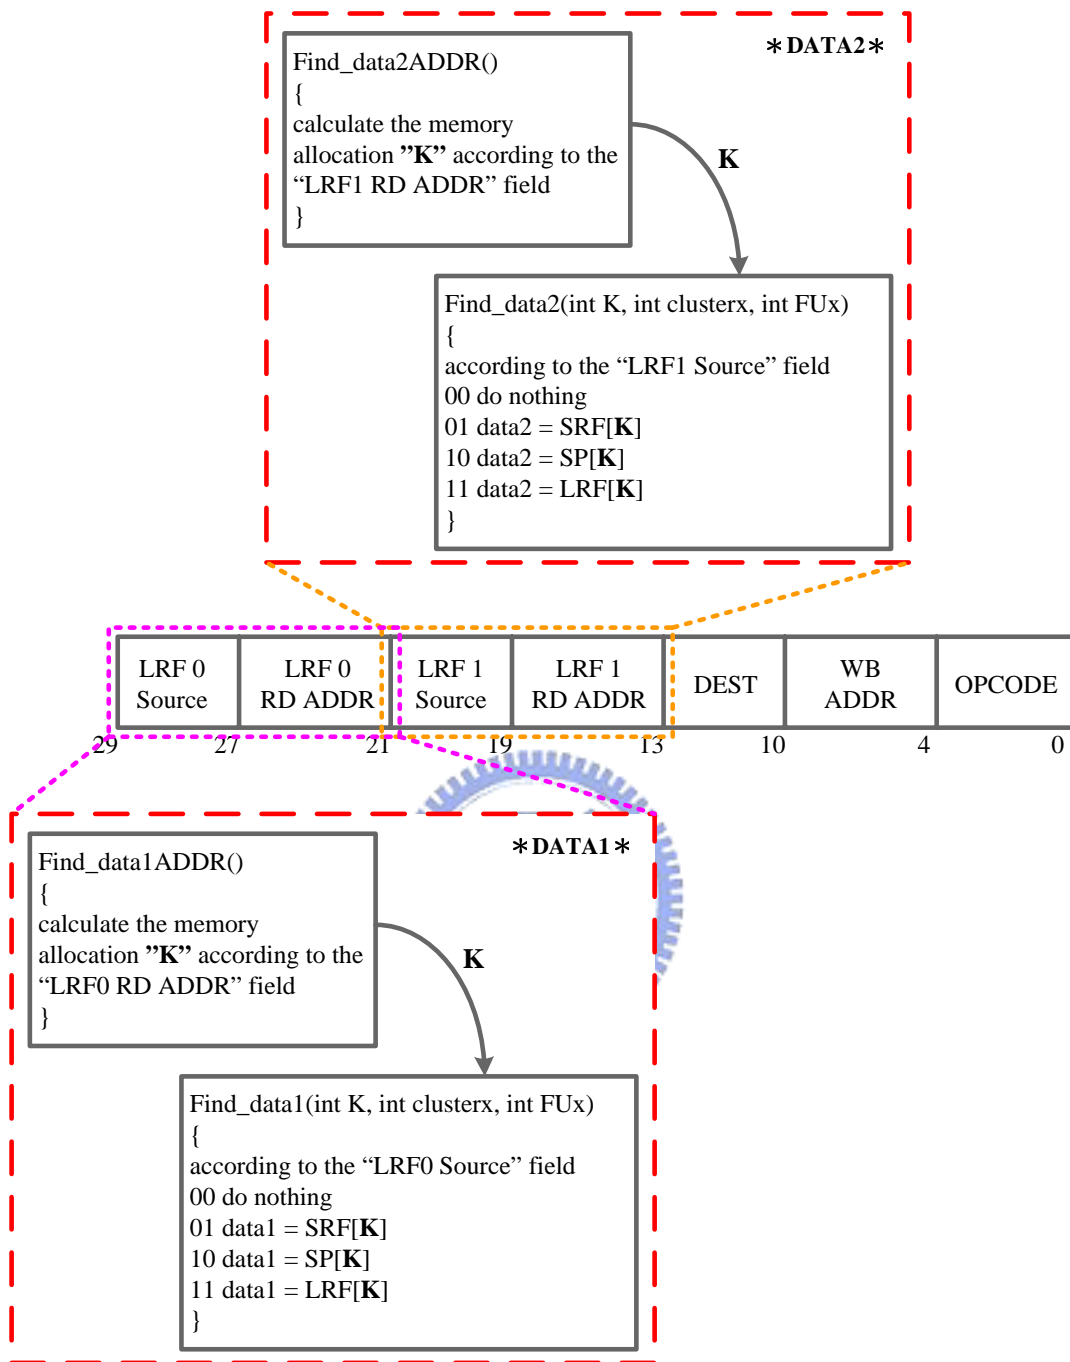 ∗DATA2∗
Find_data2ADDR()
{
calculate the memory
allocation ”K” according to the
“LRF1 RD ADDR” field
}
K
Find_data2(int K, int clusterx, int FUx)
{
according to the “LRF1 Source” field
00 do nothing
01 data2 = SRF[K]
10 data2 = SP[K]
11 data2 = LRF[K]
}
LRF 0 Source
LRF 0 RD ADDR
LRF 1 Source
LRF 1 RD ADDR
DEST
WB ADDR
OPCODE
29 27 21 19 13 10 4 0
∗DATA1∗
Find_data1ADDR()
{
calculate the memory
allocation ”K” according to the
“LRF0 RD ADDR” field
}
K
Find_data1(int K, int clusterx, int FUx)
{
according to the “LRF0 Source” field
00 do nothing
01 data1 = SRF[K]
10 data1 = SP[K]
11 data1 = LRF[K]
}